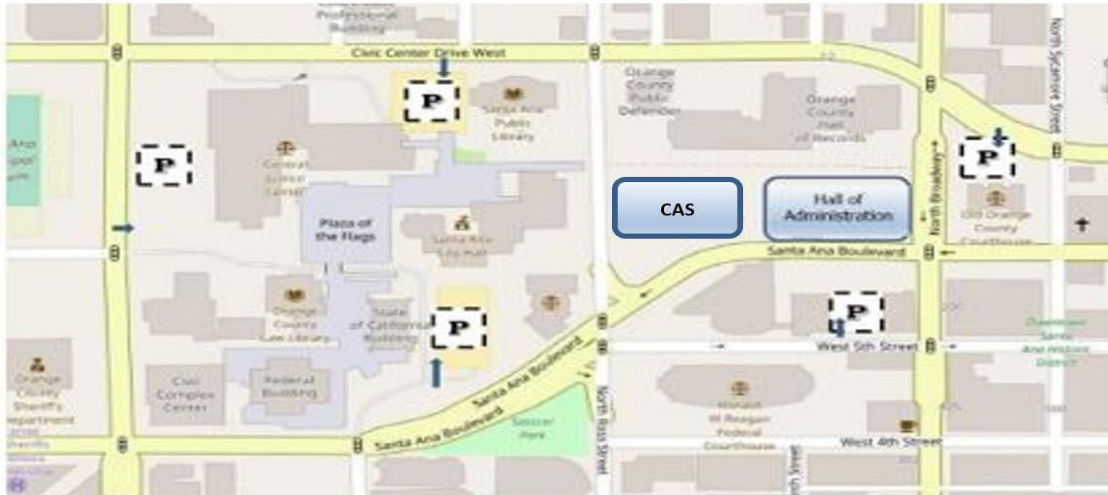 Professional
Building
Civic Center Drive West
P
Santa Ana
Public
Library
Orange
County
Public
Defender
Orange
County
Hall
of Records
North Sycamore Street
P
Central
Justice
Center
P
CAS
Hall of
Administration
North Broadway
Old Orange
County
Courthouse
Plaza of
the Flags
Santa Ana
City Hall
Santa Ana Boulevard
Orange
County
Law Library
State
of California
Building
P
P
West 5th Street
Downtown
Santa
Ana Historic
District
Orange
County
Sheriff's
Civil
Complex
Center
Federal
Building
Santa Ana Boulevard
Santa Ana Boulevard
North Ross
Street
Ronald
W Reagan
Federal
Courthouse
West 4th Street